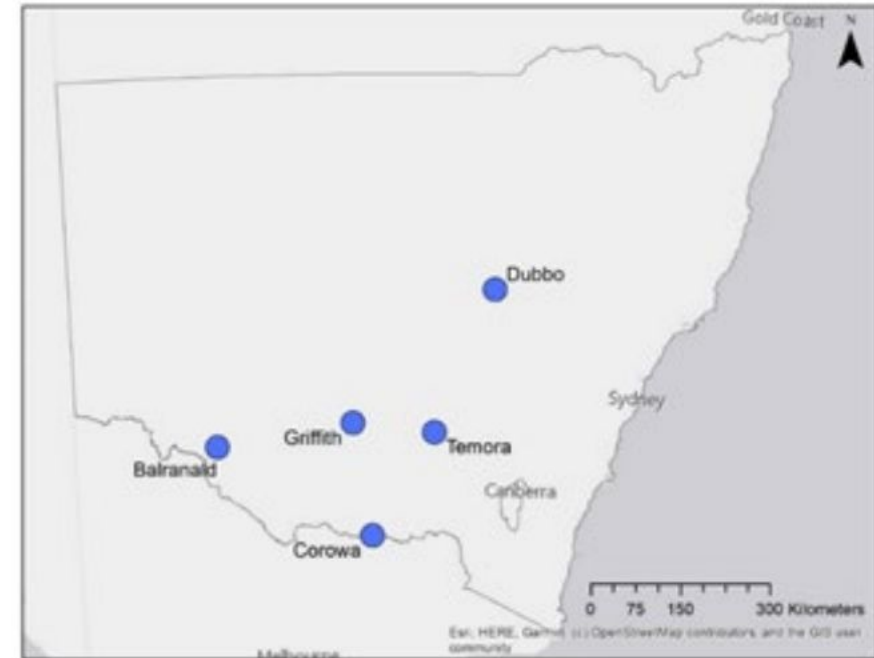 Gold Coast
N
Dubbo
Sydney
Griffith
Temora
Balranald
Canberra
Corowa
0 75 150 300 Kilometers
Esri, HERE, Garmin, (c) OpenStreetMap contributors, and the GIS user
community
Melbourne